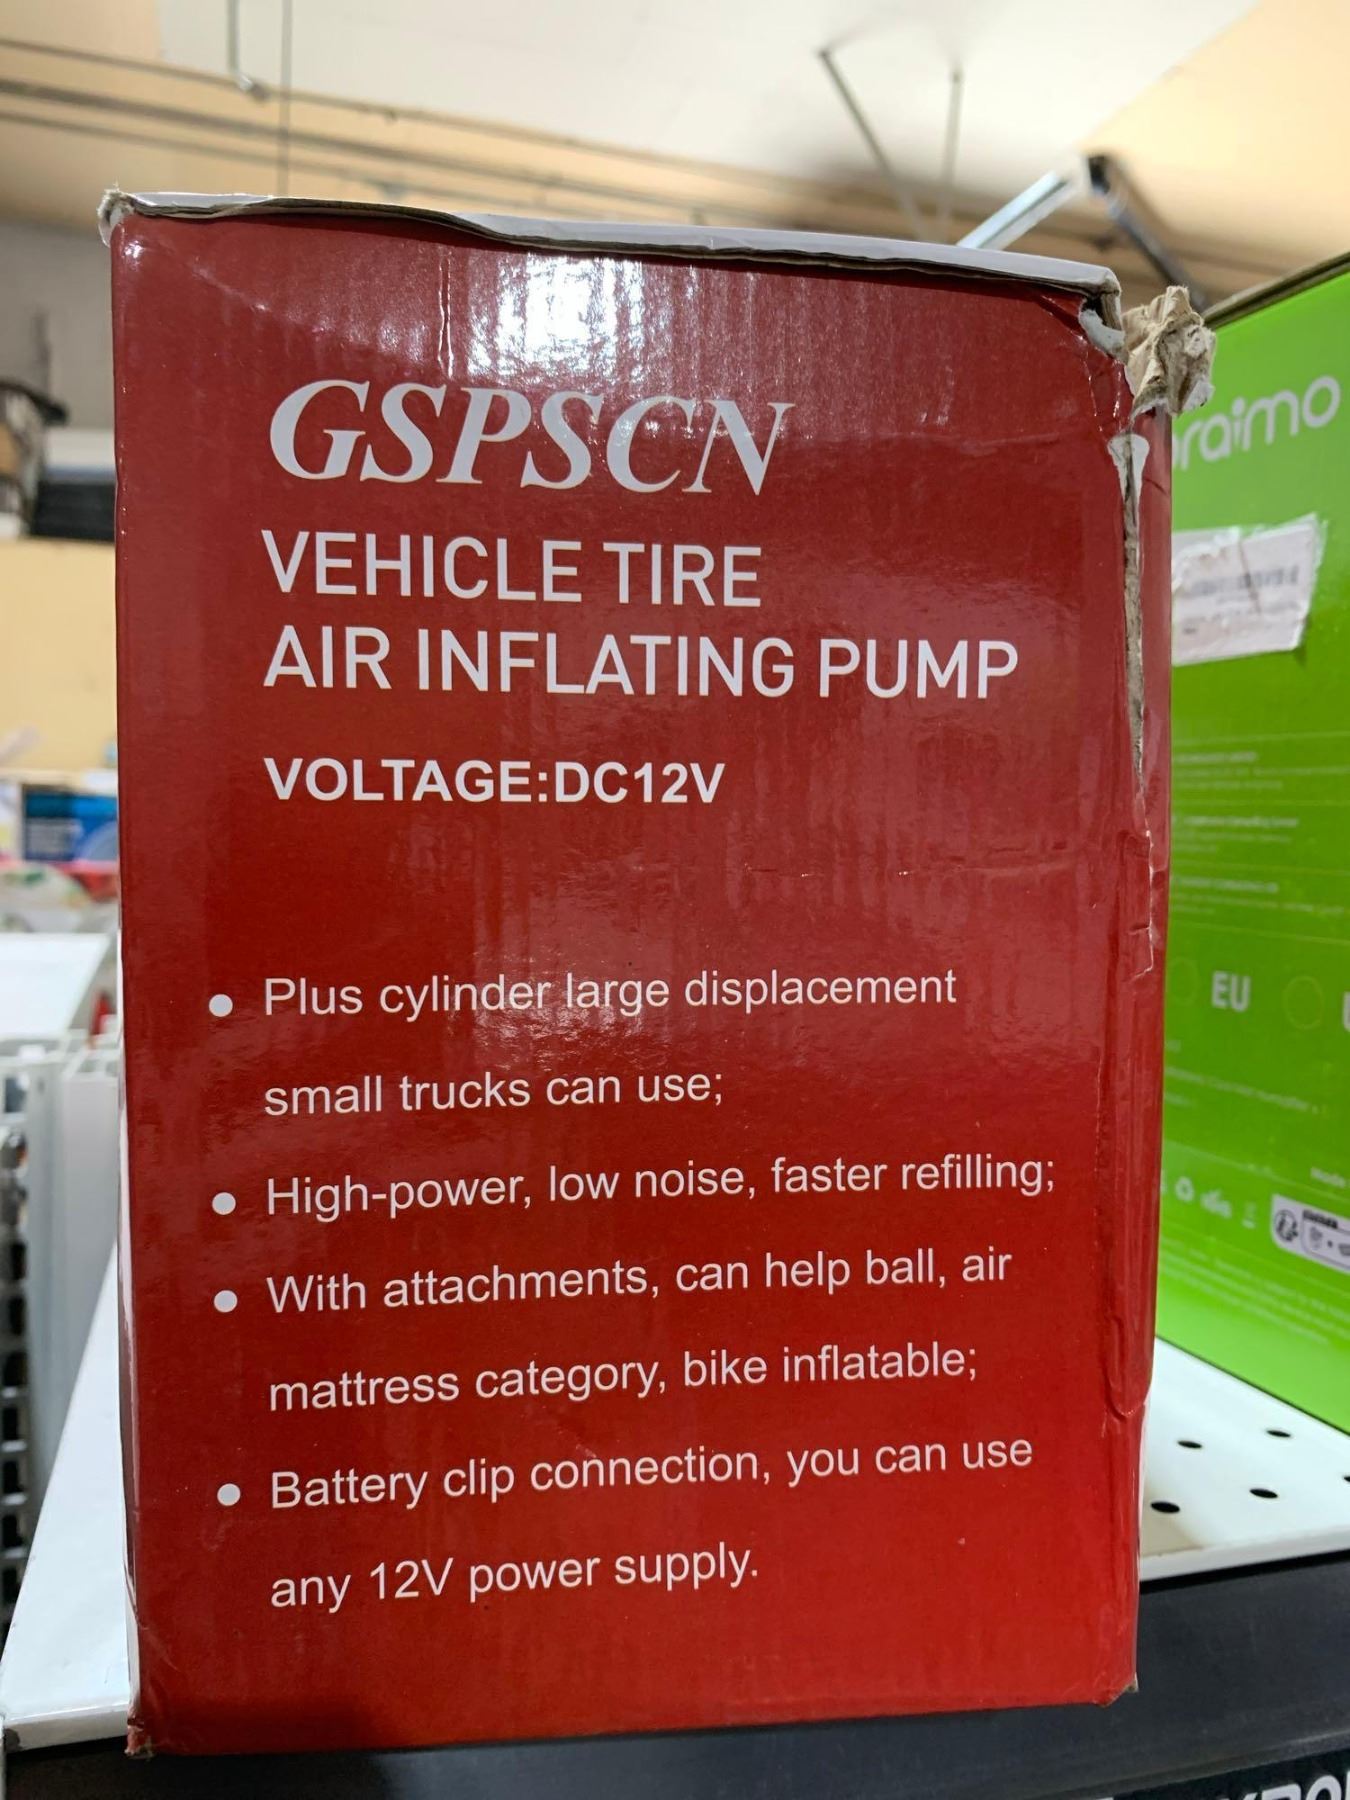 GSPSCN
VEHICLE TIRE
AIR INFLATING PUMP
VOLTAGE:DC12V
• Plus cylinder large displacement
small trucks can use;
• High-power, low noise, faster refilling;
• With attachments, can help ball, air
mattress category, bike inflatable;
• Battery clip connection, you can use
any 12V power supply.
raimo
EU